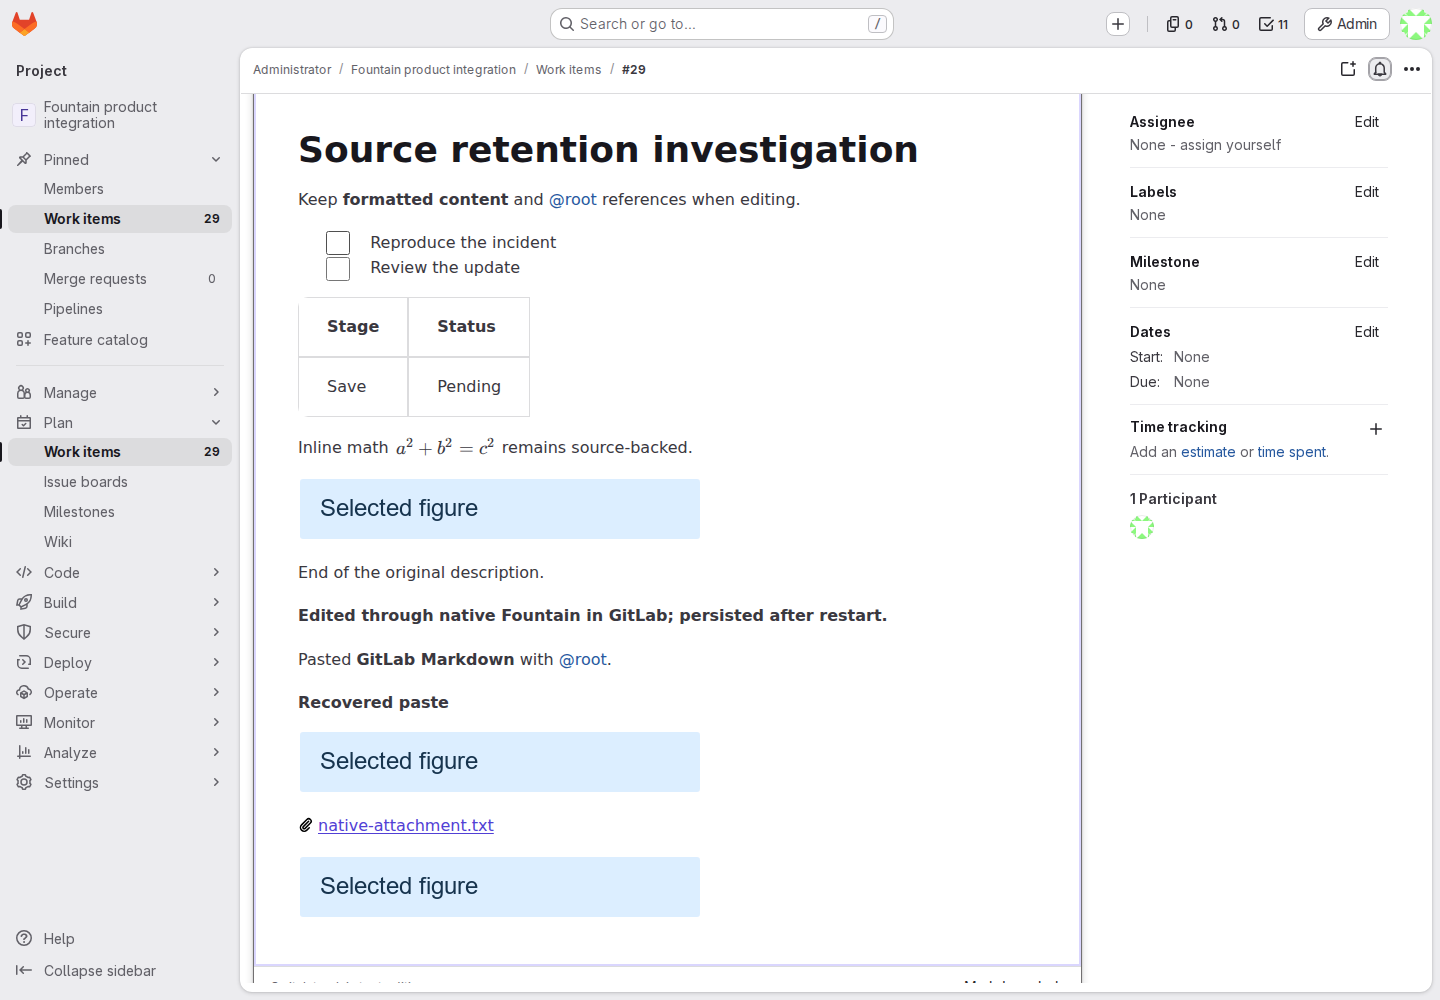 Search or go to...
/
0
0
11
Admin
Project
F
Fountain product integration
Pinned
Members
Work items 29
Branches
Merge requests 0
Pipelines
Feature catalog
Manage
Plan
Work items 29
Issue boards
Milestones
Wiki
Code
Build
Secure
Deploy
Operate
Monitor
Analyze
Settings
Help
Collapse sidebar
Administrator / Fountain product integration / Work items / #29
Source retention investigation
Keep formatted content and @root references when editing.
Reproduce the incident
Review the update
Stage Status
Save Pending
Inline math a² + b² = c² remains source-backed.
Selected figure
End of the original description.
Edited through native Fountain in GitLab; persisted after restart.
Pasted GitLab Markdown with @root.
Recovered paste
Selected figure
native-attachment.txt
Selected figure
Assignee Edit
None - assign yourself
Labels Edit
None
Milestone Edit
None
Dates Edit
Start: None
Due: None
Time tracking
Add an estimate or time spent.
1 Participant